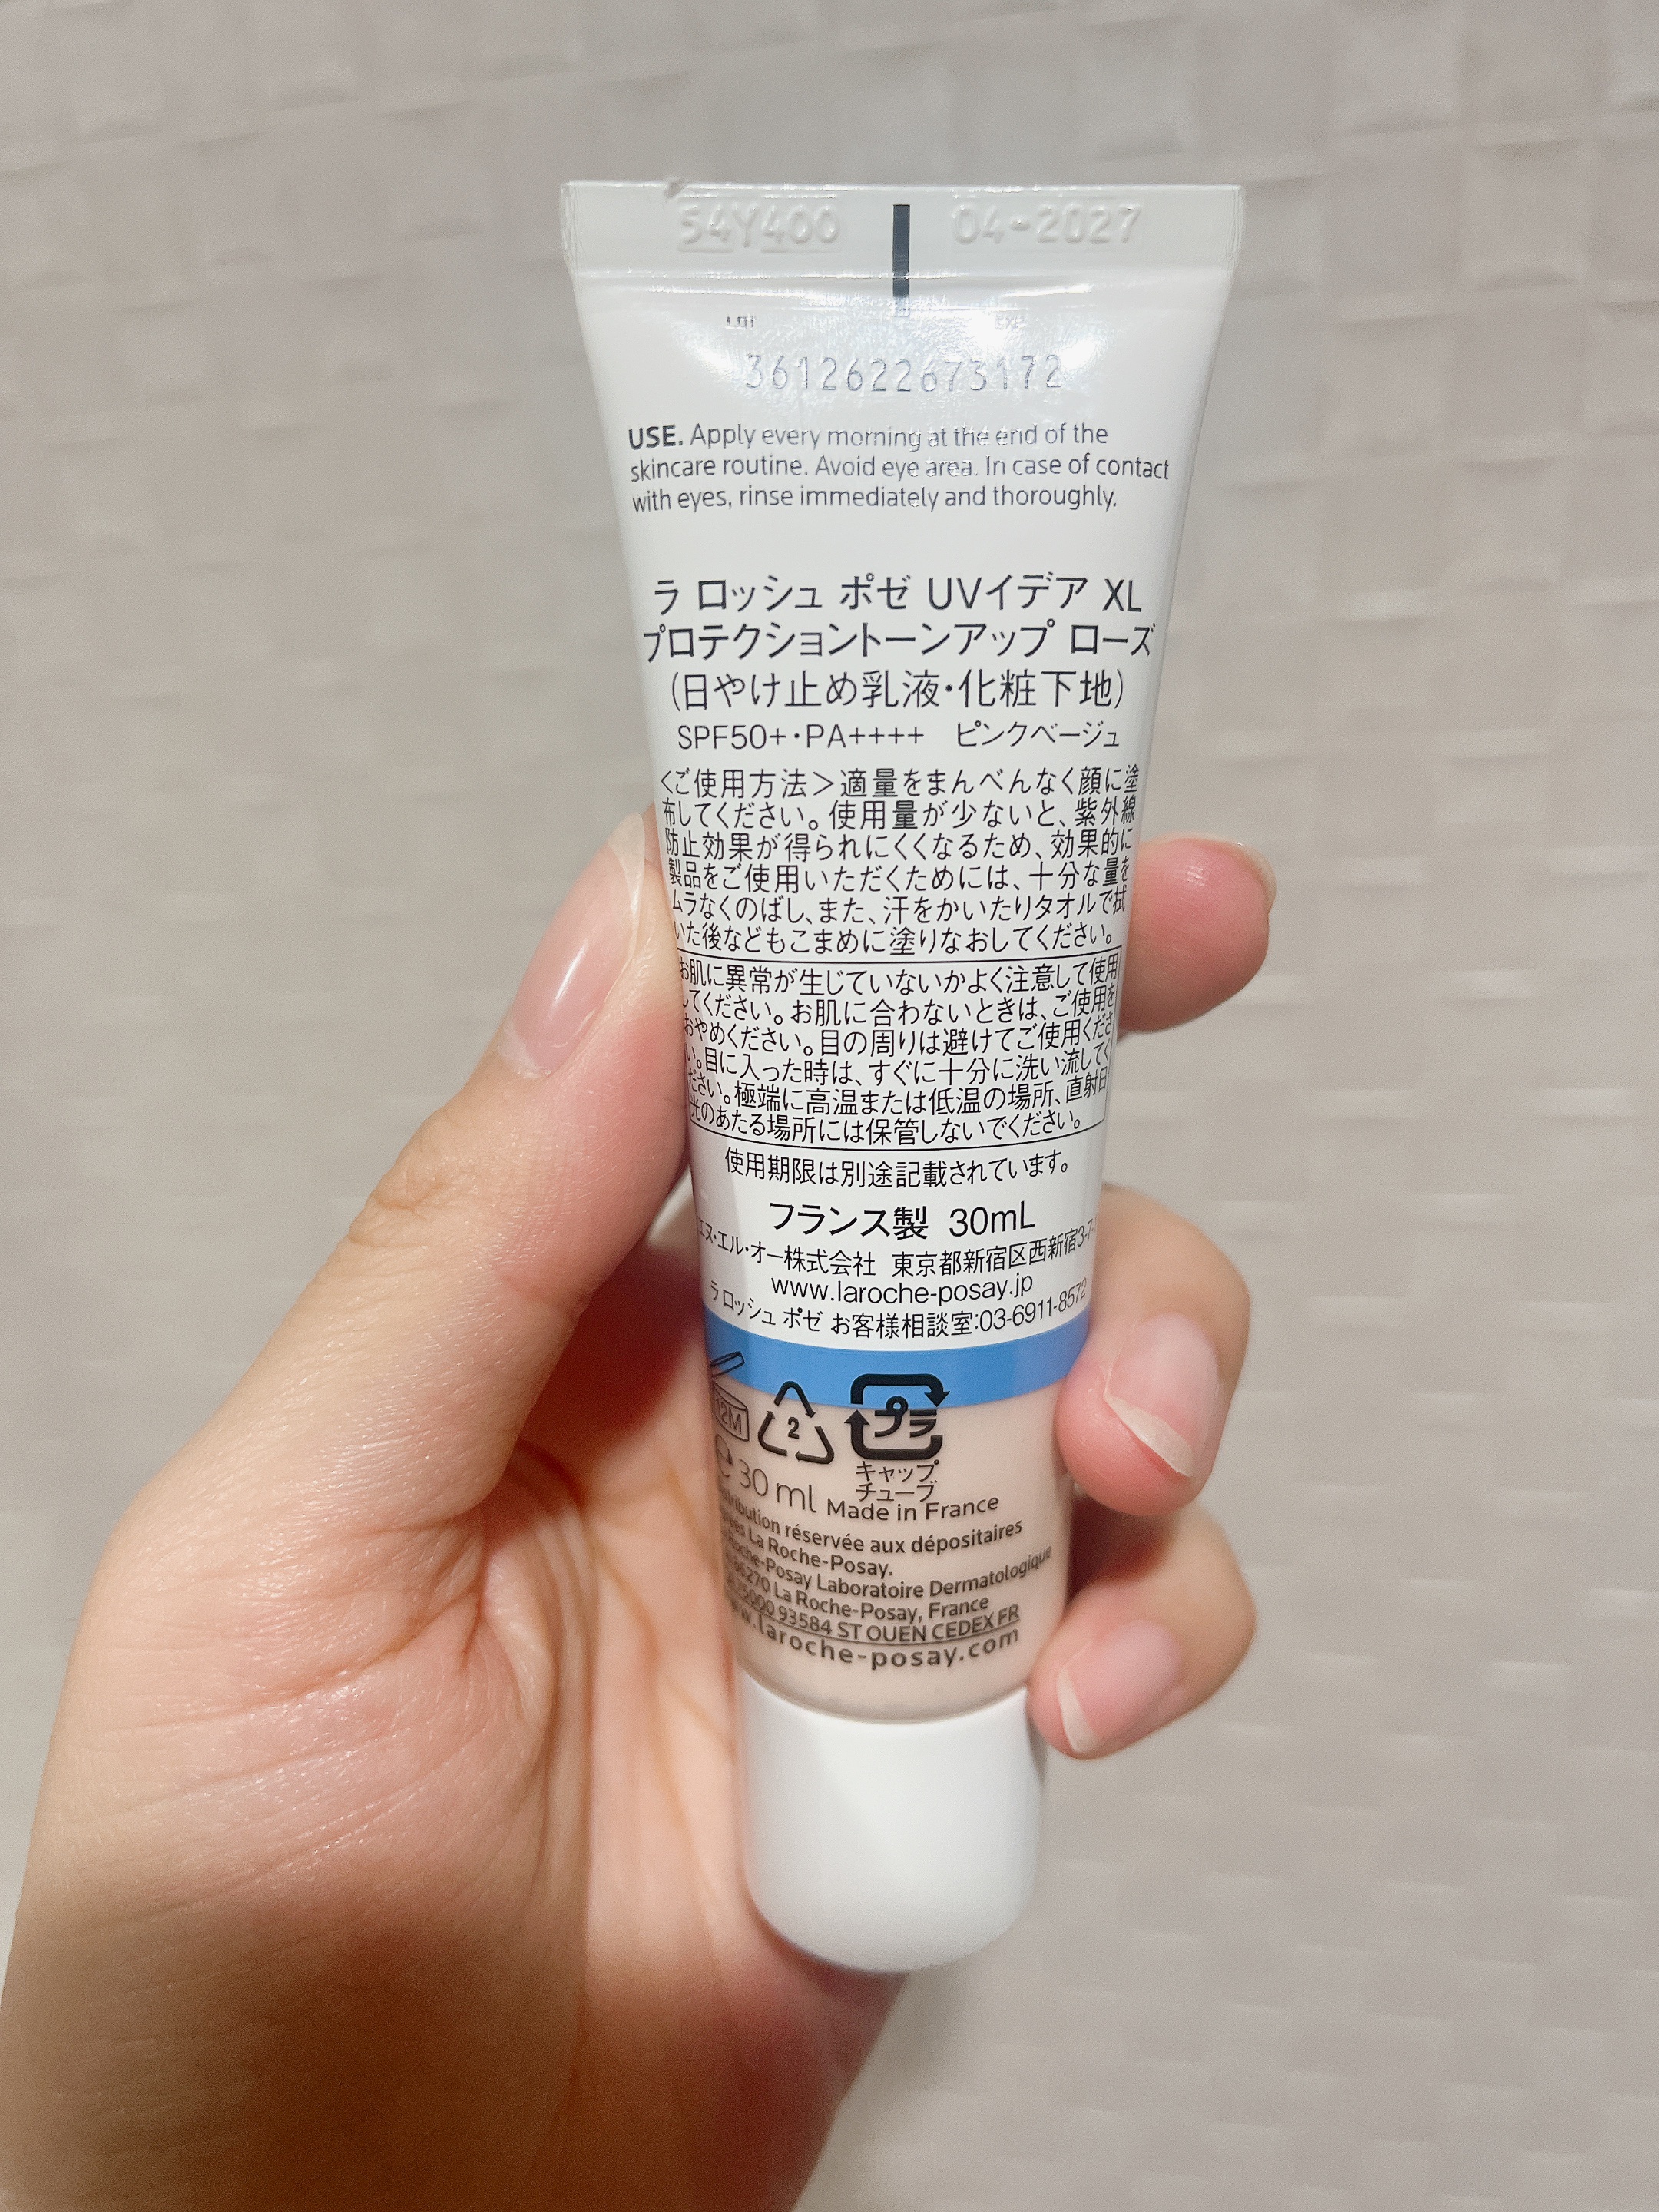 54Y400 04-2027
LOT EXP
3612622673172
USE. Apply every morning at the end of the
skincare routine. Avoid eye area. In case of contact
with eyes, rinse immediately and thoroughly.
ラ ロッシュ ポゼ UVイデア XL
プロテクショントーンアップ ローズ
(日やけ止め乳液・化粧下地)
SPF50+・PA++++ ピンクベージュ
<ご使用方法>適量をまんべんなく顔に塗
布してください。使用量が少ないと、紫外線
防止効果が得られにくくなるため、効果的に
製品をご使用いただくためには、十分な量を
ムラなくのばし、また、汗をかいたりタオルで拭
いた後などもこまめに塗りなおしてください。
お肌に異常が生じていないかよく注意して使用
してください。お肌に合わないときは、ご使用を
おやめください。目の周りは避けてご使用くださ
い。目に入った時は、すぐに十分に洗い流してく
ださい。極端に高温または低温の場所、直射日
光のあたる場所には保管しないでください。
使用期限は別途記載されています。
フランス製 30mL
エヌ・エル・オー株式会社 東京都新宿区西新宿3-7-
www.laroche-posay.jp
ラ ロッシュ ポゼ お客様相談室:03-6911-8572
12M 2 プラ
キャップ
チューブ
℮ 30 ml Made in France
tribution réservée aux dépositaires
La Roche-Posay.
Roche-Posay Laboratoire Dermatologique
86270 La Roche-Posay, France
75000 93584 ST OUEN CEDEX FR
w.laroche-posay.com